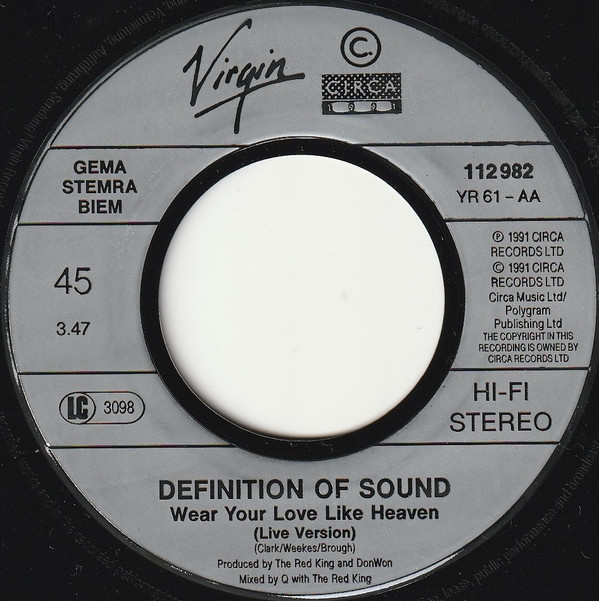 Virgin
C.
CIRCA
1991
GEMA
STEMRA
BIEM
112982
YR 61 – AA
45
3.47
℗ 1991 CIRCA
RECORDS LTD
© 1991 CIRCA
RECORDS LTD
Circa Music Ltd/
Polygram
Publishing Ltd
THE COPYRIGHT IN THIS
RECORDING IS OWNED BY
CIRCA RECORDS LTD
LC 3098
HI-FI
STEREO
DEFINITION OF SOUND
Wear Your Love Like Heaven
(Live Version)
(Clark/Weekes/Brough)
Produced by The Red King and DonWon
Mixed by Q with The Red King